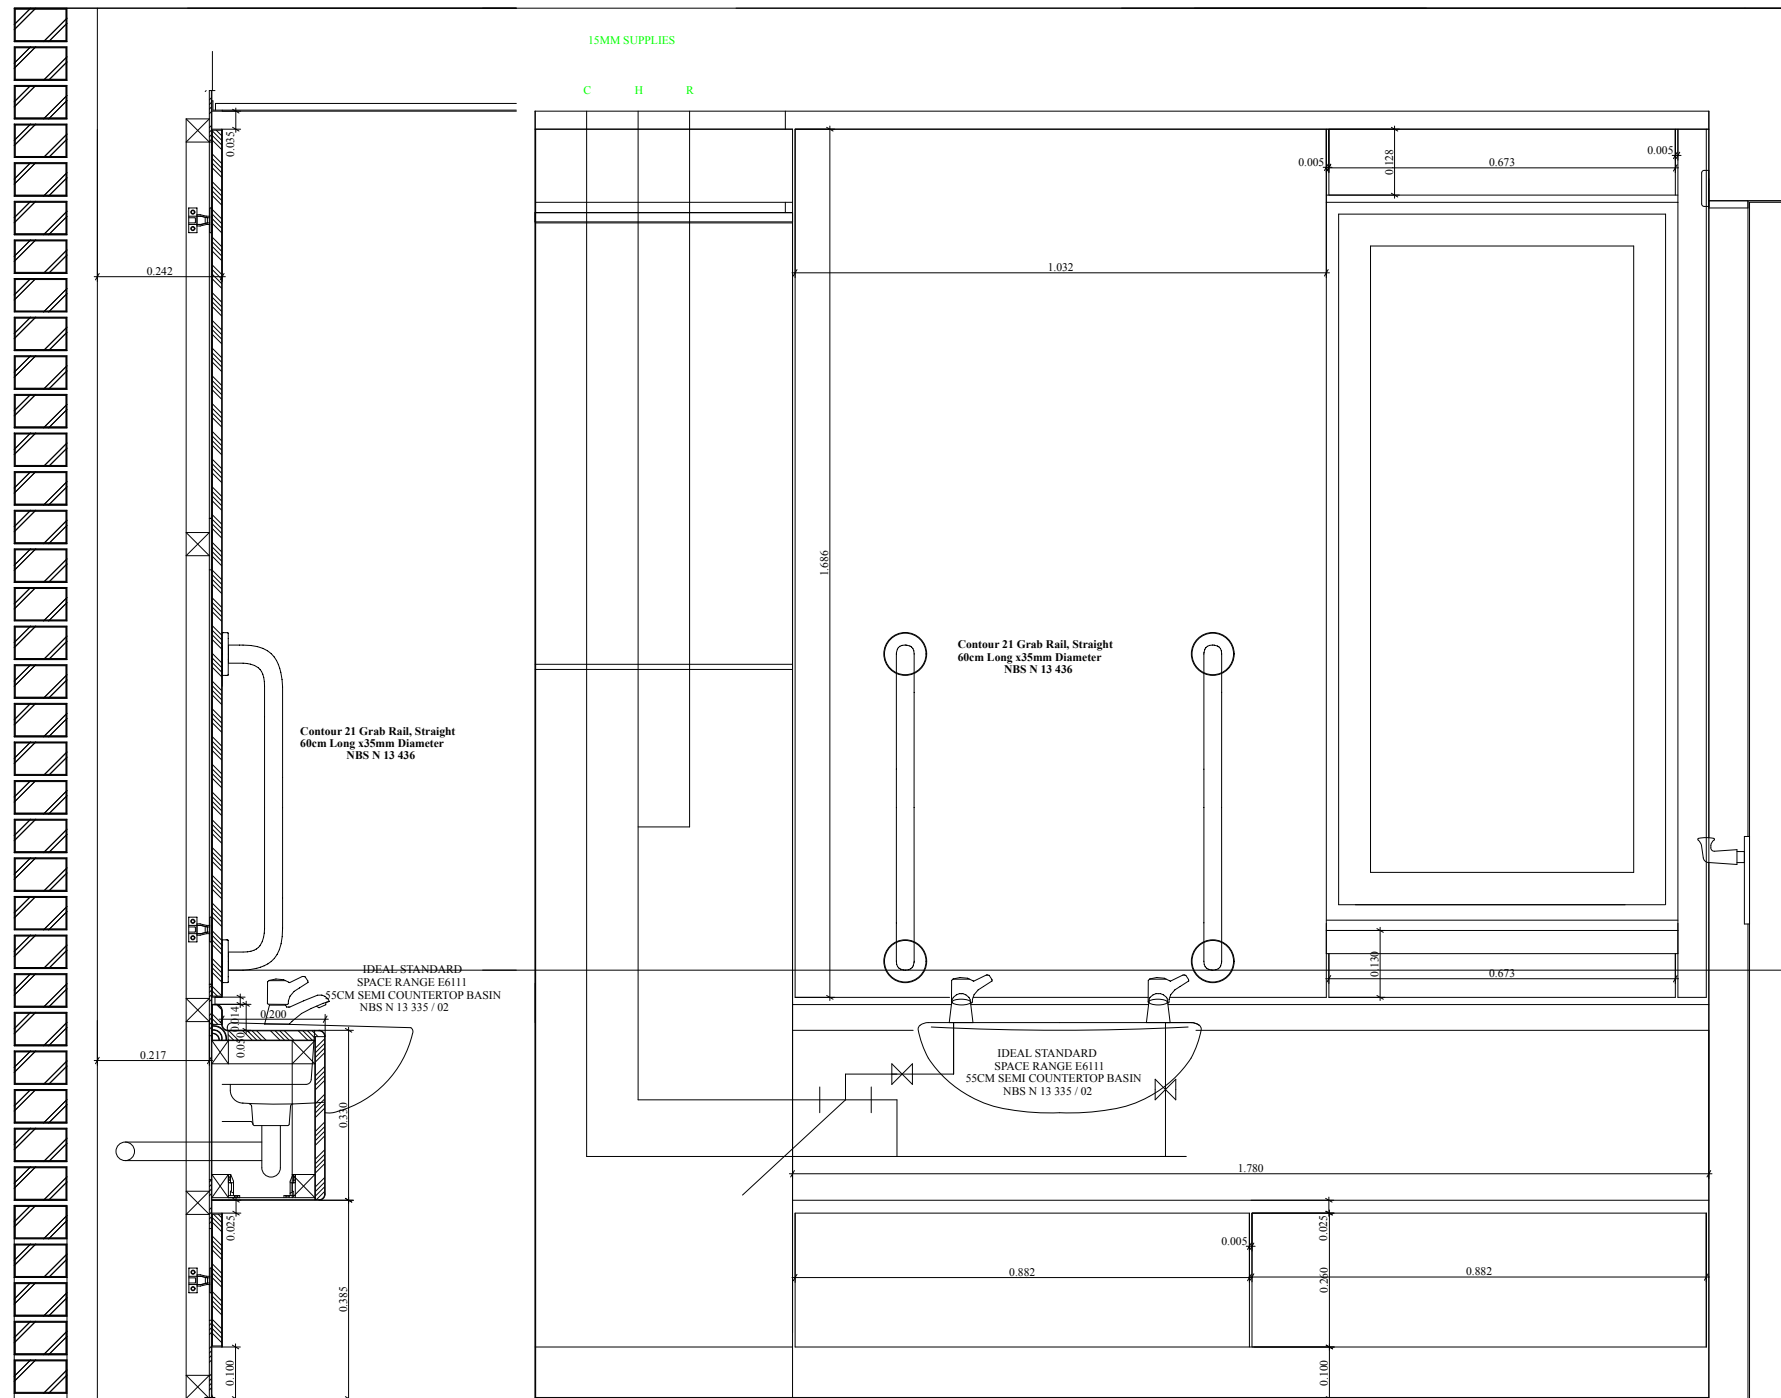 15MM SUPPLIES
C H R
0.035
0.005
0.128
0.673
0.005
0.242
1.032
1.686
Contour 21 Grab Rail, Straight
60cm Long x35mm Diameter
NBS N 13 436
Contour 21 Grab Rail, Straight
60cm Long x35mm Diameter
NBS N 13 436
IDEAL STANDARD
SPACE RANGE E6111
55CM SEMI COUNTERTOP BASIN
NBS N 13 335 / 02
0.130
0.673
0.014
0.200
0.050
0.217
IDEAL STANDARD
SPACE RANGE E6111
55CM SEMI COUNTERTOP BASIN
NBS N 13 335 / 02
0.330
1.780
0.025
0.025
0.005
0.882
0.260
0.882
0.385
0.100
0.100